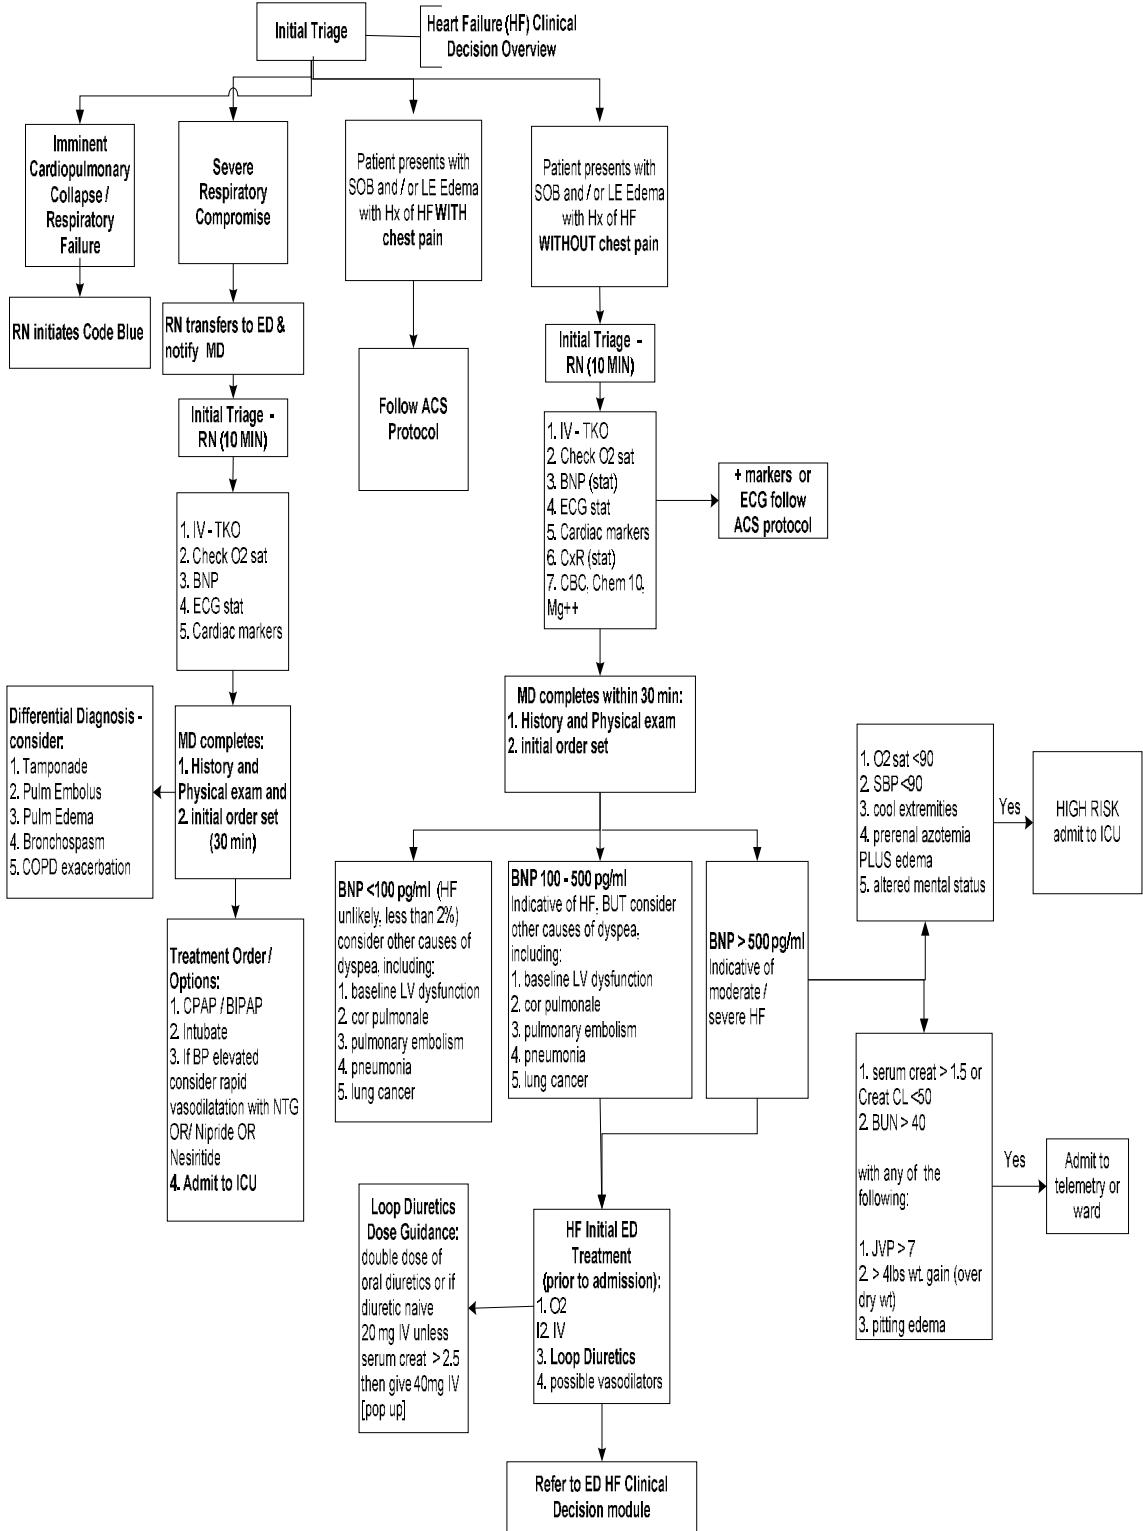 Initial Triage
Heart Failure (HF) Clinical
Decision Overview
Imminent
Cardiopulmonary
Collapse /
Respiratory
Failure
Severe
Respiratory
Compromise
Patient presents with
SOB and / or LE Edema
with Hx of HF WITH
chest pain
Patient presents with
SOB and / or LE Edema
with Hx of HF
WITHOUT chest pain
RN initiates Code Blue
RN transfers to ED &
notify MD
Initial Triage -
RN (10 MIN)
Follow ACS
Protocol
Initial Triage –
RN (10 MIN)
1. IV - TKO
2. Check O2 sat
3. BNP
4. ECG stat
5. Cardiac markers
1. IV - TKO
2. Check O2 sat
3. BNP (stat)
4. ECG stat
5. Cardiac markers
6. CxR (stat)
7. CBC, Chem 10,
Mg++
+ markers or
ECG follow
ACS protocol
Differential Diagnosis -
consider:
1. Tamponade
2. Pulm Embolus
3. Pulm Edema
4. Bronchospasm
5. COPD exacerbation
MD completes:
1. History and
Physical exam and
2. initial order set
(30 min)
MD completes within 30 min:
1. History and Physical exam
2. initial order set
Treatment Order /
Options:
1. CPAP / BIPAP
2. Intubate
3. If BP elevated
consider rapid
vasodilatation with NTG
OR/ Nipride OR
Nesiritide
4. Admit to ICU
BNP <100 pg/ml (HF
unlikely, less than 2%)
consider other causes of
dyspea, including:
1. baseline LV dysfunction
2. cor pulmonale
3. pulmonary embolism
4. pneumonia
5. lung cancer
BNP 100 - 500 pg/ml
Indicative of HF, BUT consider
other causes of dyspea,
including:
1. baseline LV dysfunction
2. cor pulmonale
3. pulmonary embolism
4. pneumonia
5. lung cancer
BNP > 500 pg/ml
Indicative of
moderate /
severe HF
1. O2 sat <90
2. SBP <90
3. cool extremities
4. prerenal azotemia
PLUS edema
5. altered mental status
Yes
HIGH RISK
admit to ICU
1. serum creat > 1.5 or
Creat CL <50
2. BUN > 40
with any of the
following:
1. JVP > 7
2. > 4lbs wt. gain (over
dry wt)
3. pitting edema
Yes
Admit to
telemetry or
ward
Loop Diuretics
Dose Guidance:
double dose of
oral diuretics or if
diuretic naive
20 mg IV unless
serum creat > 2.5
then give 40mg IV
[pop up]
HF Initial ED
Treatment
(prior to admission):
1. O2
I2. IV
3. Loop Diuretics
4. possible vasodilators
Refer to ED HF Clinical
Decision module